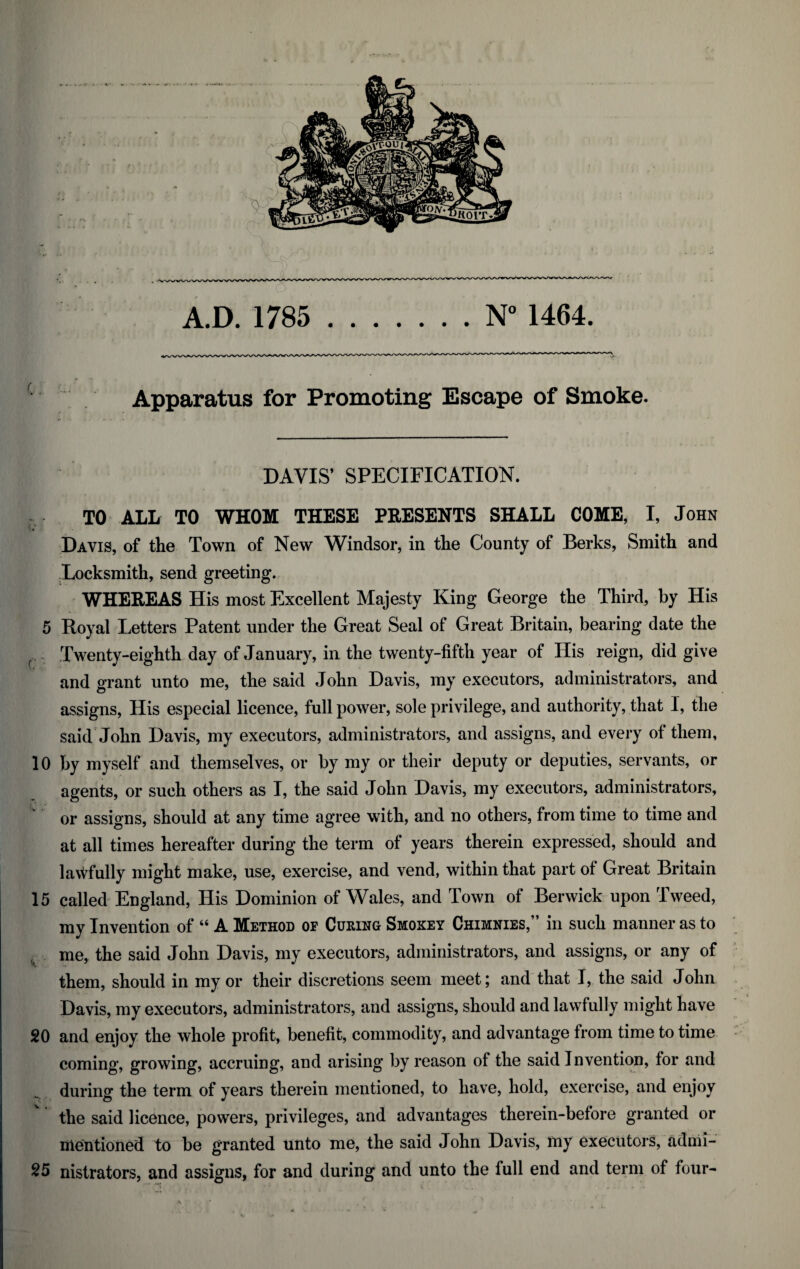 DIEU · ET MON · DROIT.
A.D. 1785 . . . . . . . N° 1464.
Apparatus for Promoting Escape of Smoke.
DAVIS’ SPECIFICATION.
TO ALL TO WHOM THESE PRESENTS SHALL COME, I, John
Davis, of the Town of New Windsor, in the County of Berks, Smith and
Locksmith, send greeting.
WHEREAS His most Excellent Majesty King George the Third, by His
5 Royal Letters Patent under the Great Seal of Great Britain, bearing date the
Twenty-eighth day of January, in the twenty-fifth year of His reign, did give
and grant unto me, the said John Davis, my executors, administrators, and
assigns, His especial licence, full power, sole privilege, and authority, that I, the
said John Davis, my executors, administrators, and assigns, and every of them,
10 by myself and themselves, or by my or their deputy or deputies, servants, or
agents, or such others as I, the said John Davis, my executors, administrators,
or assigns, should at any time agree with, and no others, from time to time and
at all times hereafter during the term of years therein expressed, should and
lawfully might make, use, exercise, and vend, within that part of Great Britain
15 called England, His Dominion of Wales, and Town of Berwick upon Tweed,
my Invention of “ A Method of Curing Smokey Chimnies,” in such manner as to
me, the said John Davis, my executors, administrators, and assigns, or any of
them, should in my or their discretions seem meet; and that I, the said John
Davis, my executors, administrators, and assigns, should and lawfully might have
20 and enjoy the whole profit, benefit, commodity, and advantage from time to time
coming, growing, accruing, and arising by reason of the said Invention, for and
during the term of years therein mentioned, to have, hold, exercise, and enjoy
the said licence, powers, privileges, and advantages therein-before granted or
mentioned to be granted unto me, the said John Davis, my executors, admi-
25 nistrators, and assigns, for and during and unto the full end and term of four-